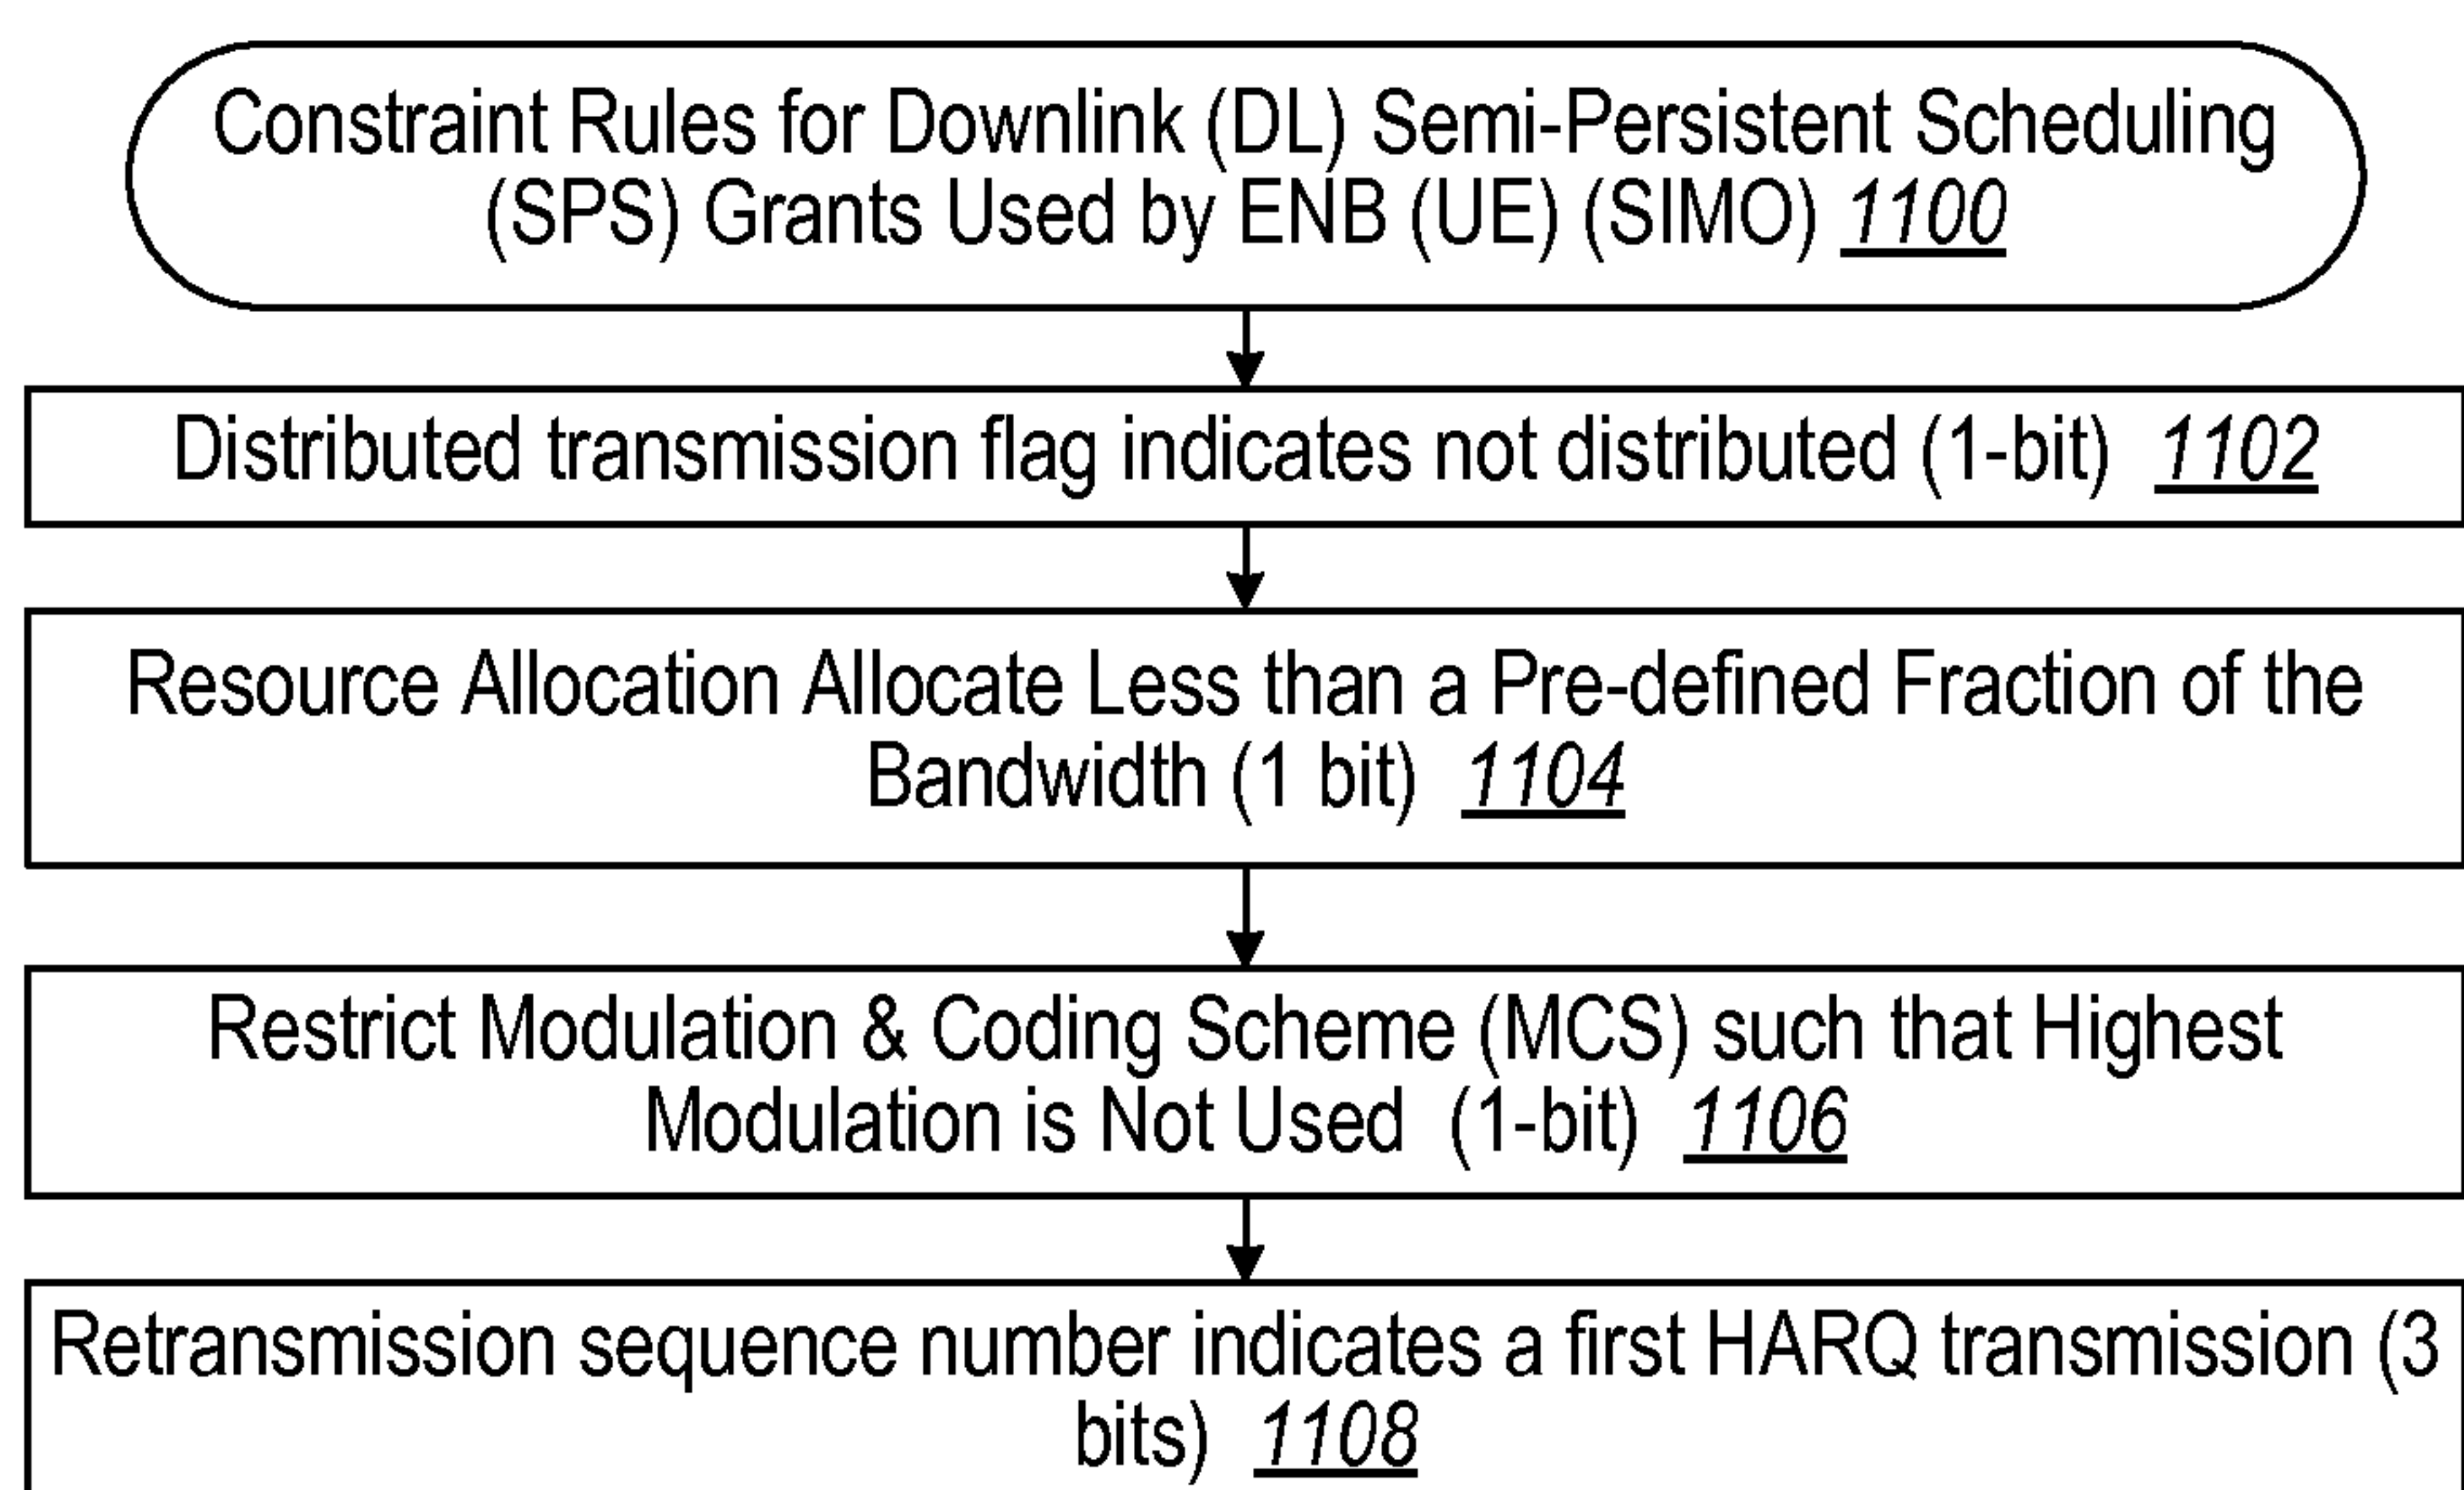 Constraint Rules for Downlink (DL) Semi-Persistent Scheduling
(SPS) Grants Used by ENB (UE) (SIMO) 1100
Distributed transmission flag indicates not distributed (1-bit) 1102
Resource Allocation Allocate Less than a Pre-defined Fraction of the
Bandwidth (1 bit) 1104
Restrict Modulation & Coding Scheme (MCS) such that Highest
Modulation is Not Used (1-bit) 1106
Retransmission sequence number indicates a first HARQ transmission (3
bits) 1108